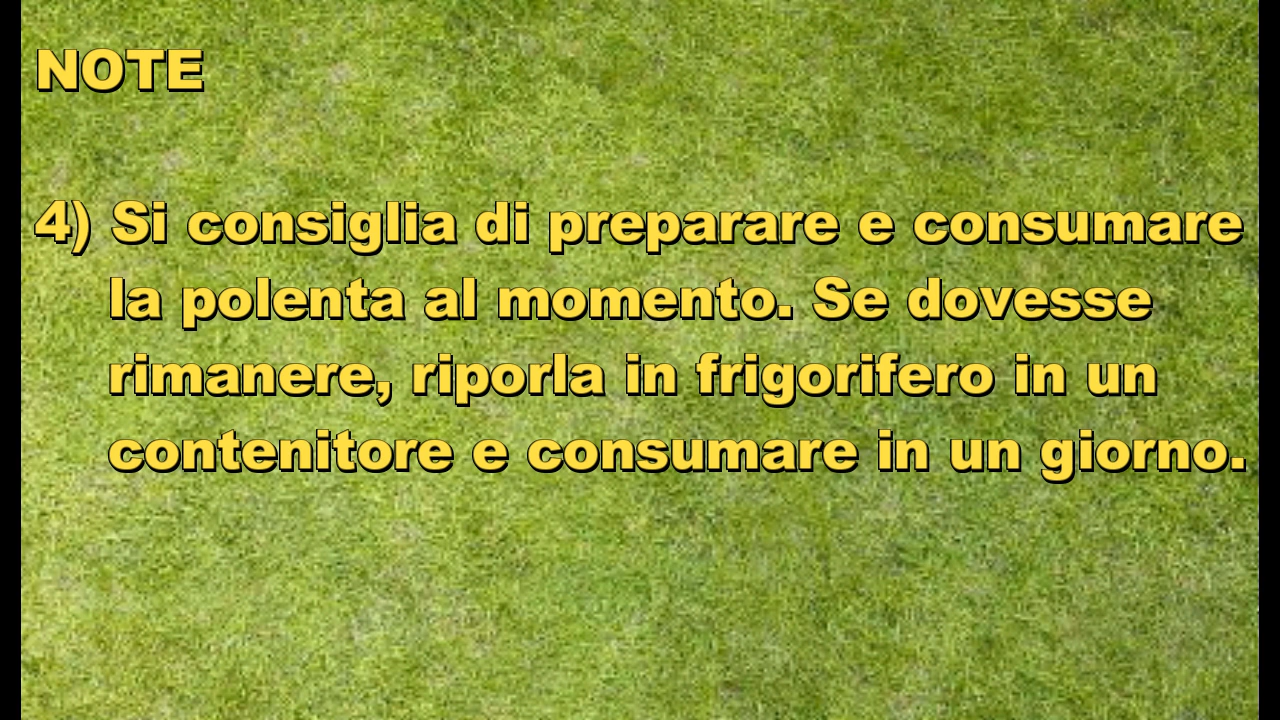 NOTE
4) Si consiglia di preparare e consumare
la polenta al momento. Se dovesse
rimanere, riporla in frigorifero in un
contenitore e consumare in un giorno.